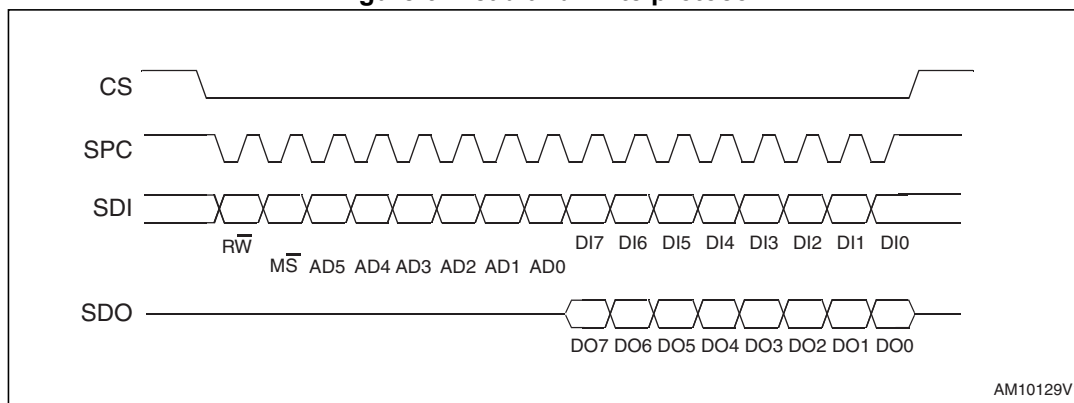 CS
SPC
SDI
RW̅
DI7 DI6 DI5 DI4 DI3 DI2 DI1 DI0
MS̅ AD5 AD4 AD3 AD2 AD1 AD0
SDO
DO7 DO6 DO5 DO4 DO3 DO2 DO1 DO0
AM10129V